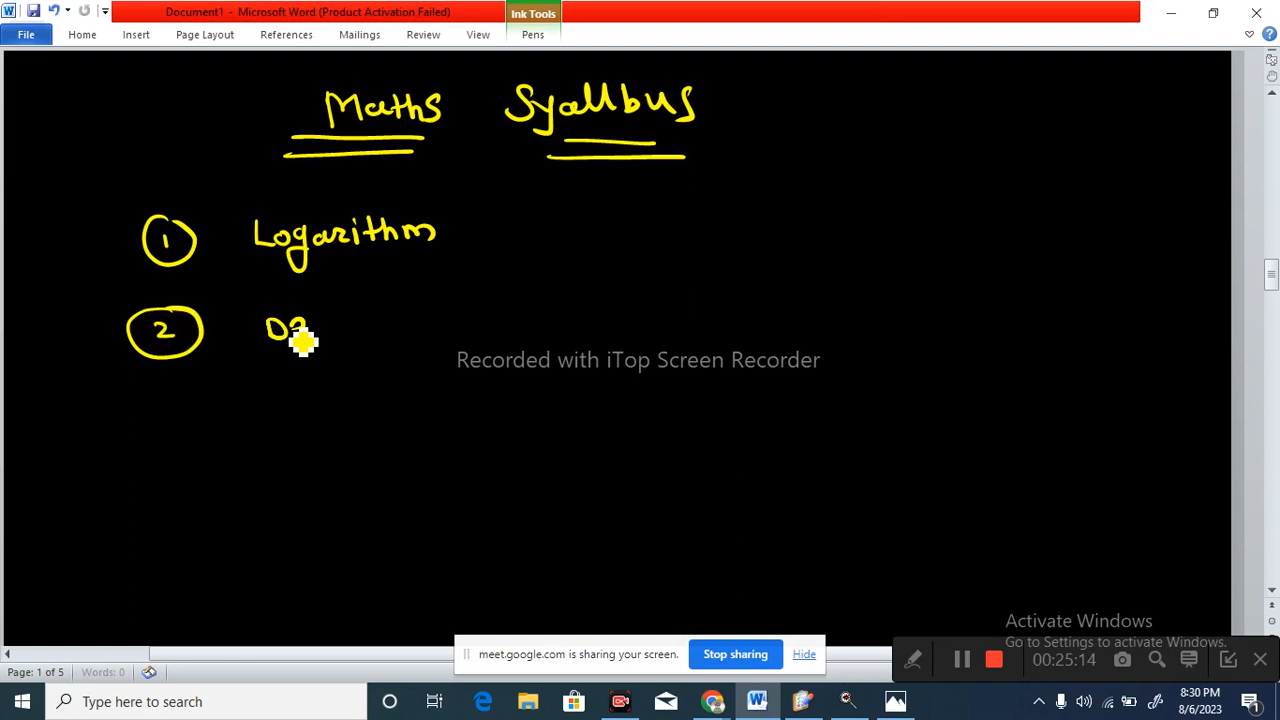 Document1 - Microsoft Word (Product Activation Failed)
Ink Tools
File Home Insert Page Layout References Mailings Review View Pens
Maths Syallbus
1 Logarithm
2
Recorded with iTop Screen Recorder
Activate Windows
Go to Settings to activate Windows.
meet.google.com is sharing your screen. Stop sharing Hide
00:25:14
Page: 1 of 5 Words: 0
Type here to search
8:30 PM
8/6/2023